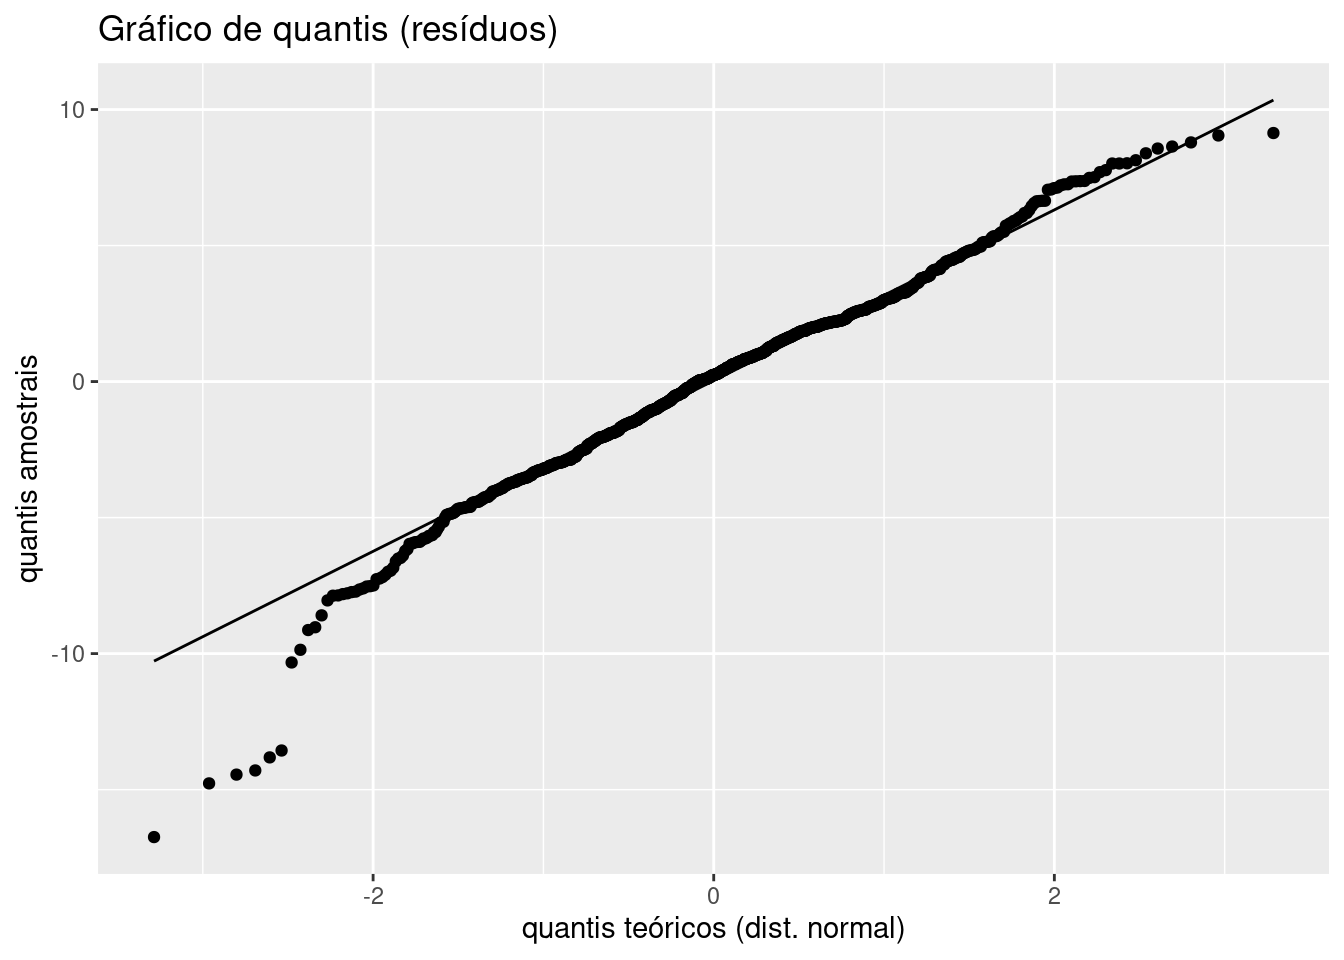 Gráfico de quantis (resíduos)
10
0
-10
quantis amostrais
-2
0
2
quantis teóricos (dist. normal)